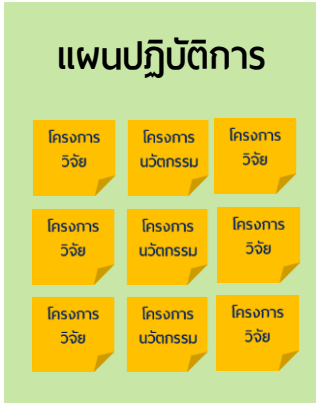 แผนปฏิบัติการ
โครงการ
วิจัย
โครงการ
นวัตกรรม
โครงการ
วิจัย
โครงการ
วิจัย
โครงการ
นวัตกรรม
โครงการ
วิจัย
โครงการ
วิจัย
โครงการ
นวัตกรรม
โครงการ
วิจัย